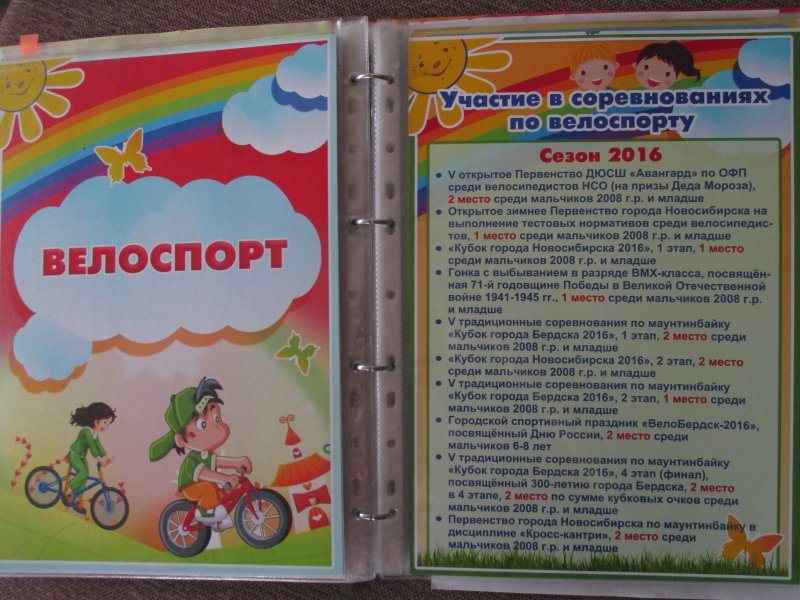 ВЕЛОСПОРТ
Участие в соревнованиях
по велоспорту
Сезон 2016
• V открытое Первенство ДЮСШ «Авангард» по ОФП
среди велосипедистов НСО (на призы Деда Мороза),
2 место среди мальчиков 2008 г.р. и младше
• Открытое зимнее Первенство города Новосибирска на
выполнение тестовых нормативов среди велосипедис-
тов, 1 место среди мальчиков 2008 г.р. и младше
• «Кубок города Новосибирска 2016», 1 этап, 1 место
среди мальчиков 2008 г.р. и младше
• Гонка с выбыванием в разряде ВМХ-класса, посвящён-
ная 71-й годовщине Победы в Великой Отечественной
войне 1941-1945 гг., 1 место среди мальчиков 2008 г.р.
и младше
• V традиционные соревнования по маунтинбайку
«Кубок города Бердска 2016», 1 этап, 2 место среди
мальчиков 2008 г.р. и младше
• «Кубок города Новосибирска 2016», 2 этап, 2 место
среди мальчиков 2008 г.р. и младше
• V традиционные соревнования по маунтинбайку
«Кубок города Бердска 2016», 2 этап, 1 место среди
мальчиков 2008 г.р. и младше
• Городской спортивный праздник «ВелоБердск-2016»,
посвящённый Дню России, 2 место среди
мальчиков 6-8 лет
• V традиционные соревнования по маунтинбайку
«Кубок города Бердска 2016», 4 этап (финал),
посвящённый 300-летию города Бердска, 2 место
в 4 этапе, 2 место по сумме кубковых очков среди
мальчиков 2008 г.р. и младше
• Первенство города Новосибирска по маунтинбайку в
дисциплине «Кросс-кантри», 2 место среди
мальчиков 2008 г.р. и младше